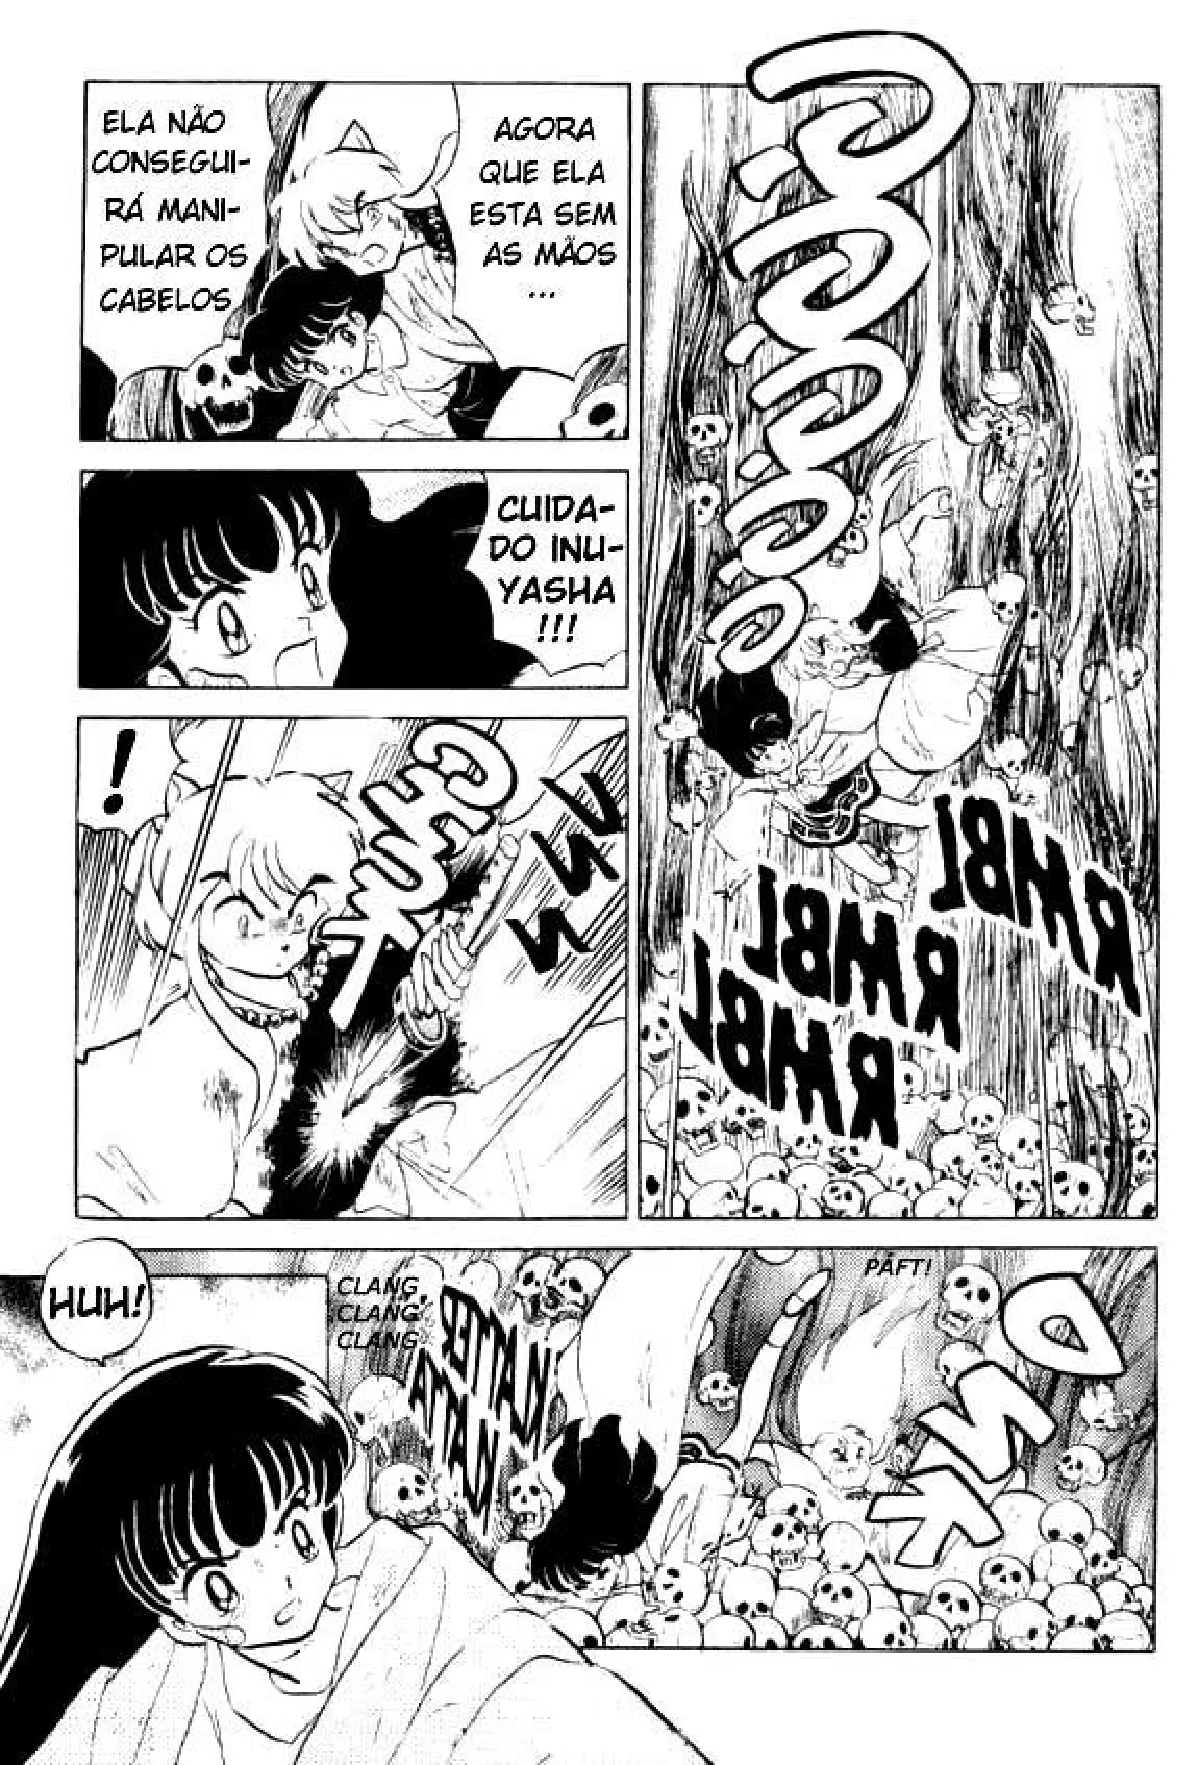 RMBL
RMBL
RMBL
AGORA
QUE ELA
ESTA SEM
AS MÃOS
...
ELA NÃO
CONSEGUI-
RÁ MANI-
PULAR OS
CABELOS
CUIDA-
DO INU-
YASHA
!!!
!
CHUK
PAFT!
CLANG,
CLANG
CLANG
HUH!